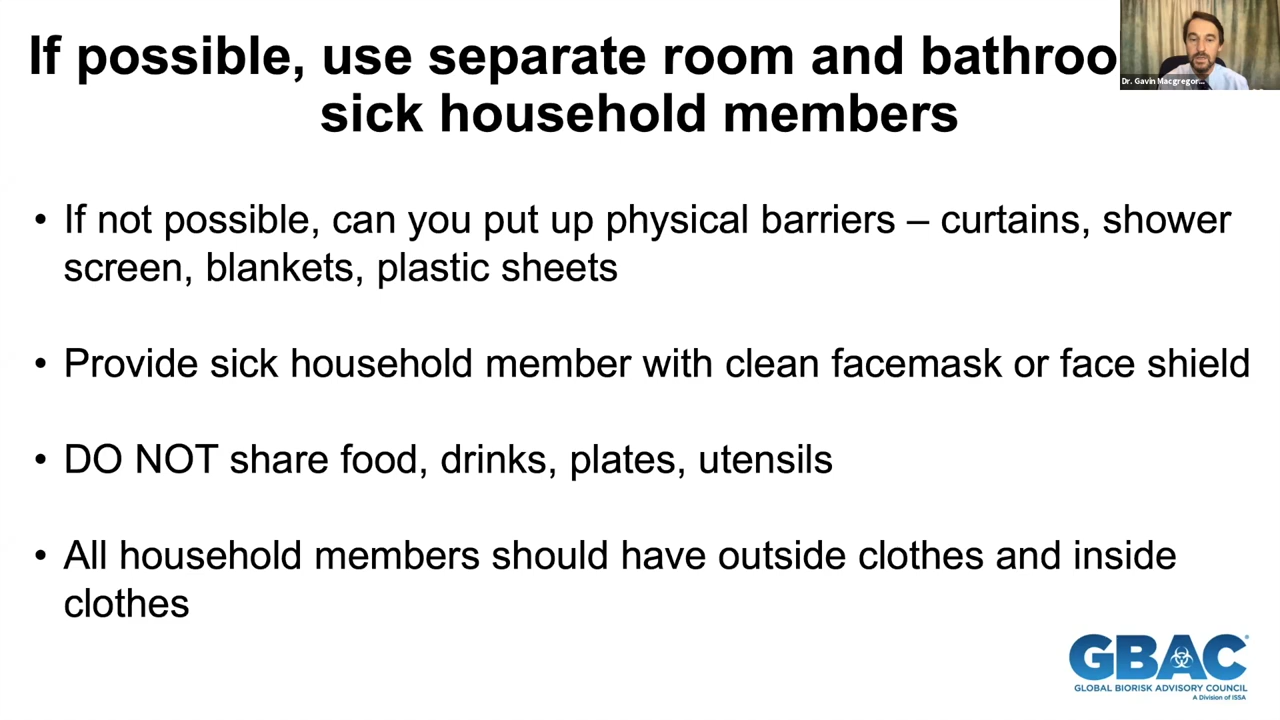 If possible, use separate room and
sick household members
• If not possible, can you put up physical barriers – curtains, shower
screen, blankets, plastic sheets
• Provide sick household member with clean facemask or face shield
• DO NOT share food, drinks, plates, utensils
• All household members should have outside clothes and inside
clothes
Dr. Gavin Macgregor...
GBAC®
GLOBAL BIORISK ADVISORY COUNCIL
A Division of ISSA